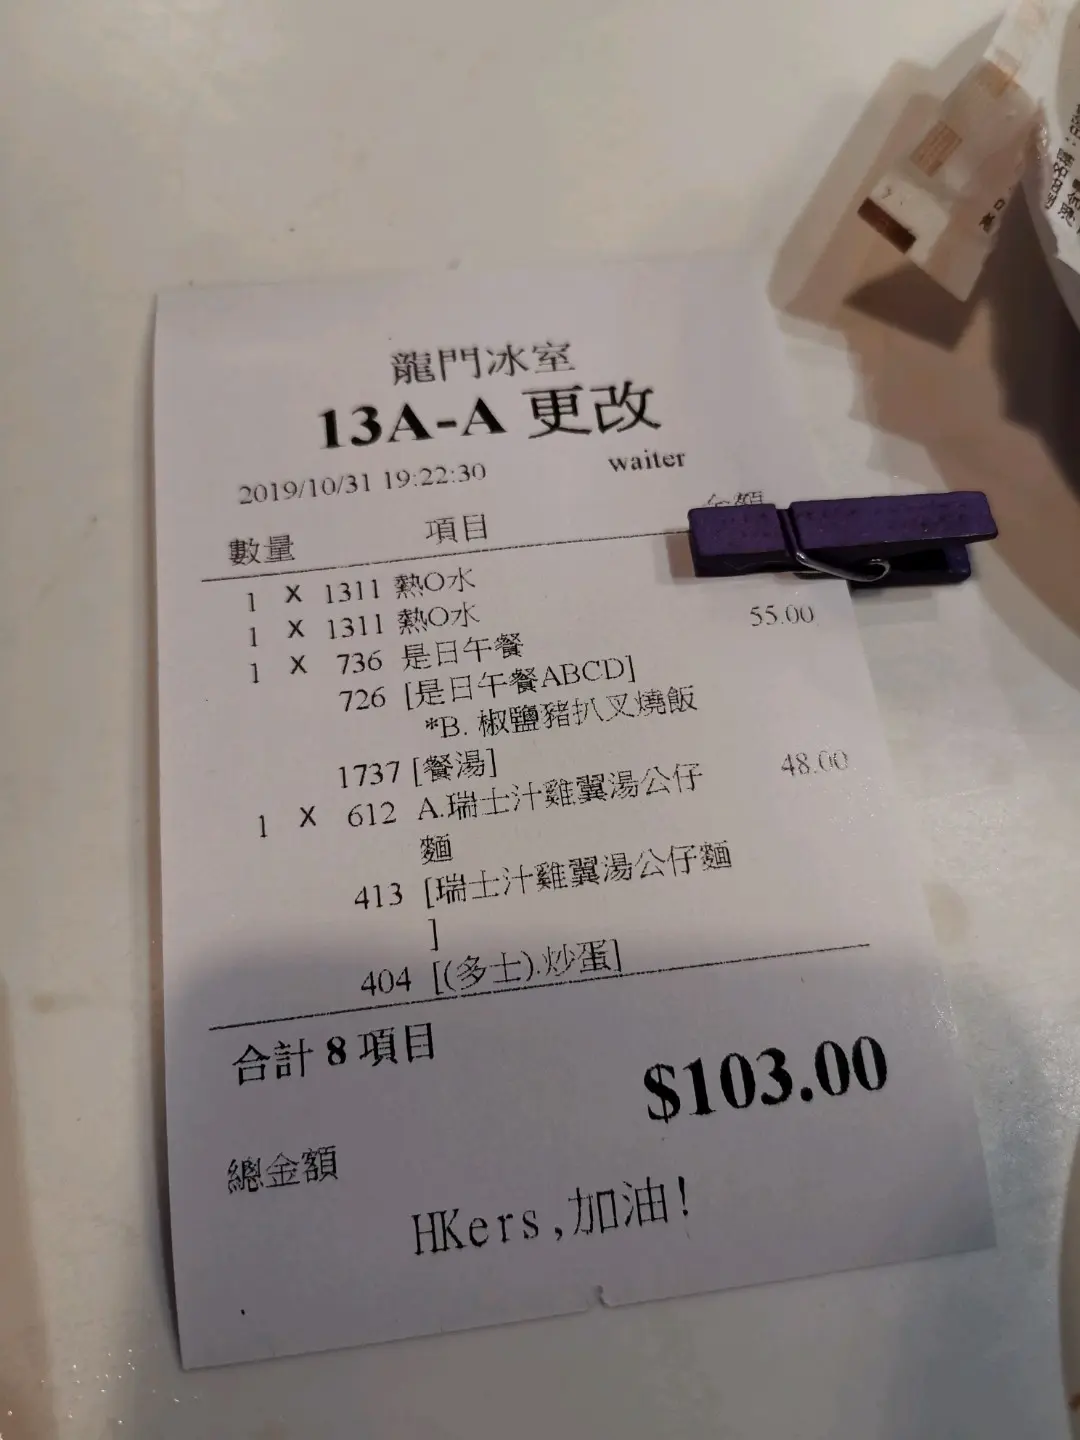 龍門冰室
13A-A 更改
2019/10/31 19:22:30 waiter
數量 項目 金額
1 X 1311 熱O水
1 X 1311 熱O水
1 X 736 是日午餐 55.00
726 [是日午餐ABCD]
*B. 椒鹽豬扒叉燒飯
1737 [餐湯]
1 X 612 A.瑞士汁雞翼湯公仔 48.00
麵
413 [瑞士汁雞翼湯公仔麵
]
404 [(多士).炒蛋]
合計 8 項目
$103.00
總金額
HKers,加油!